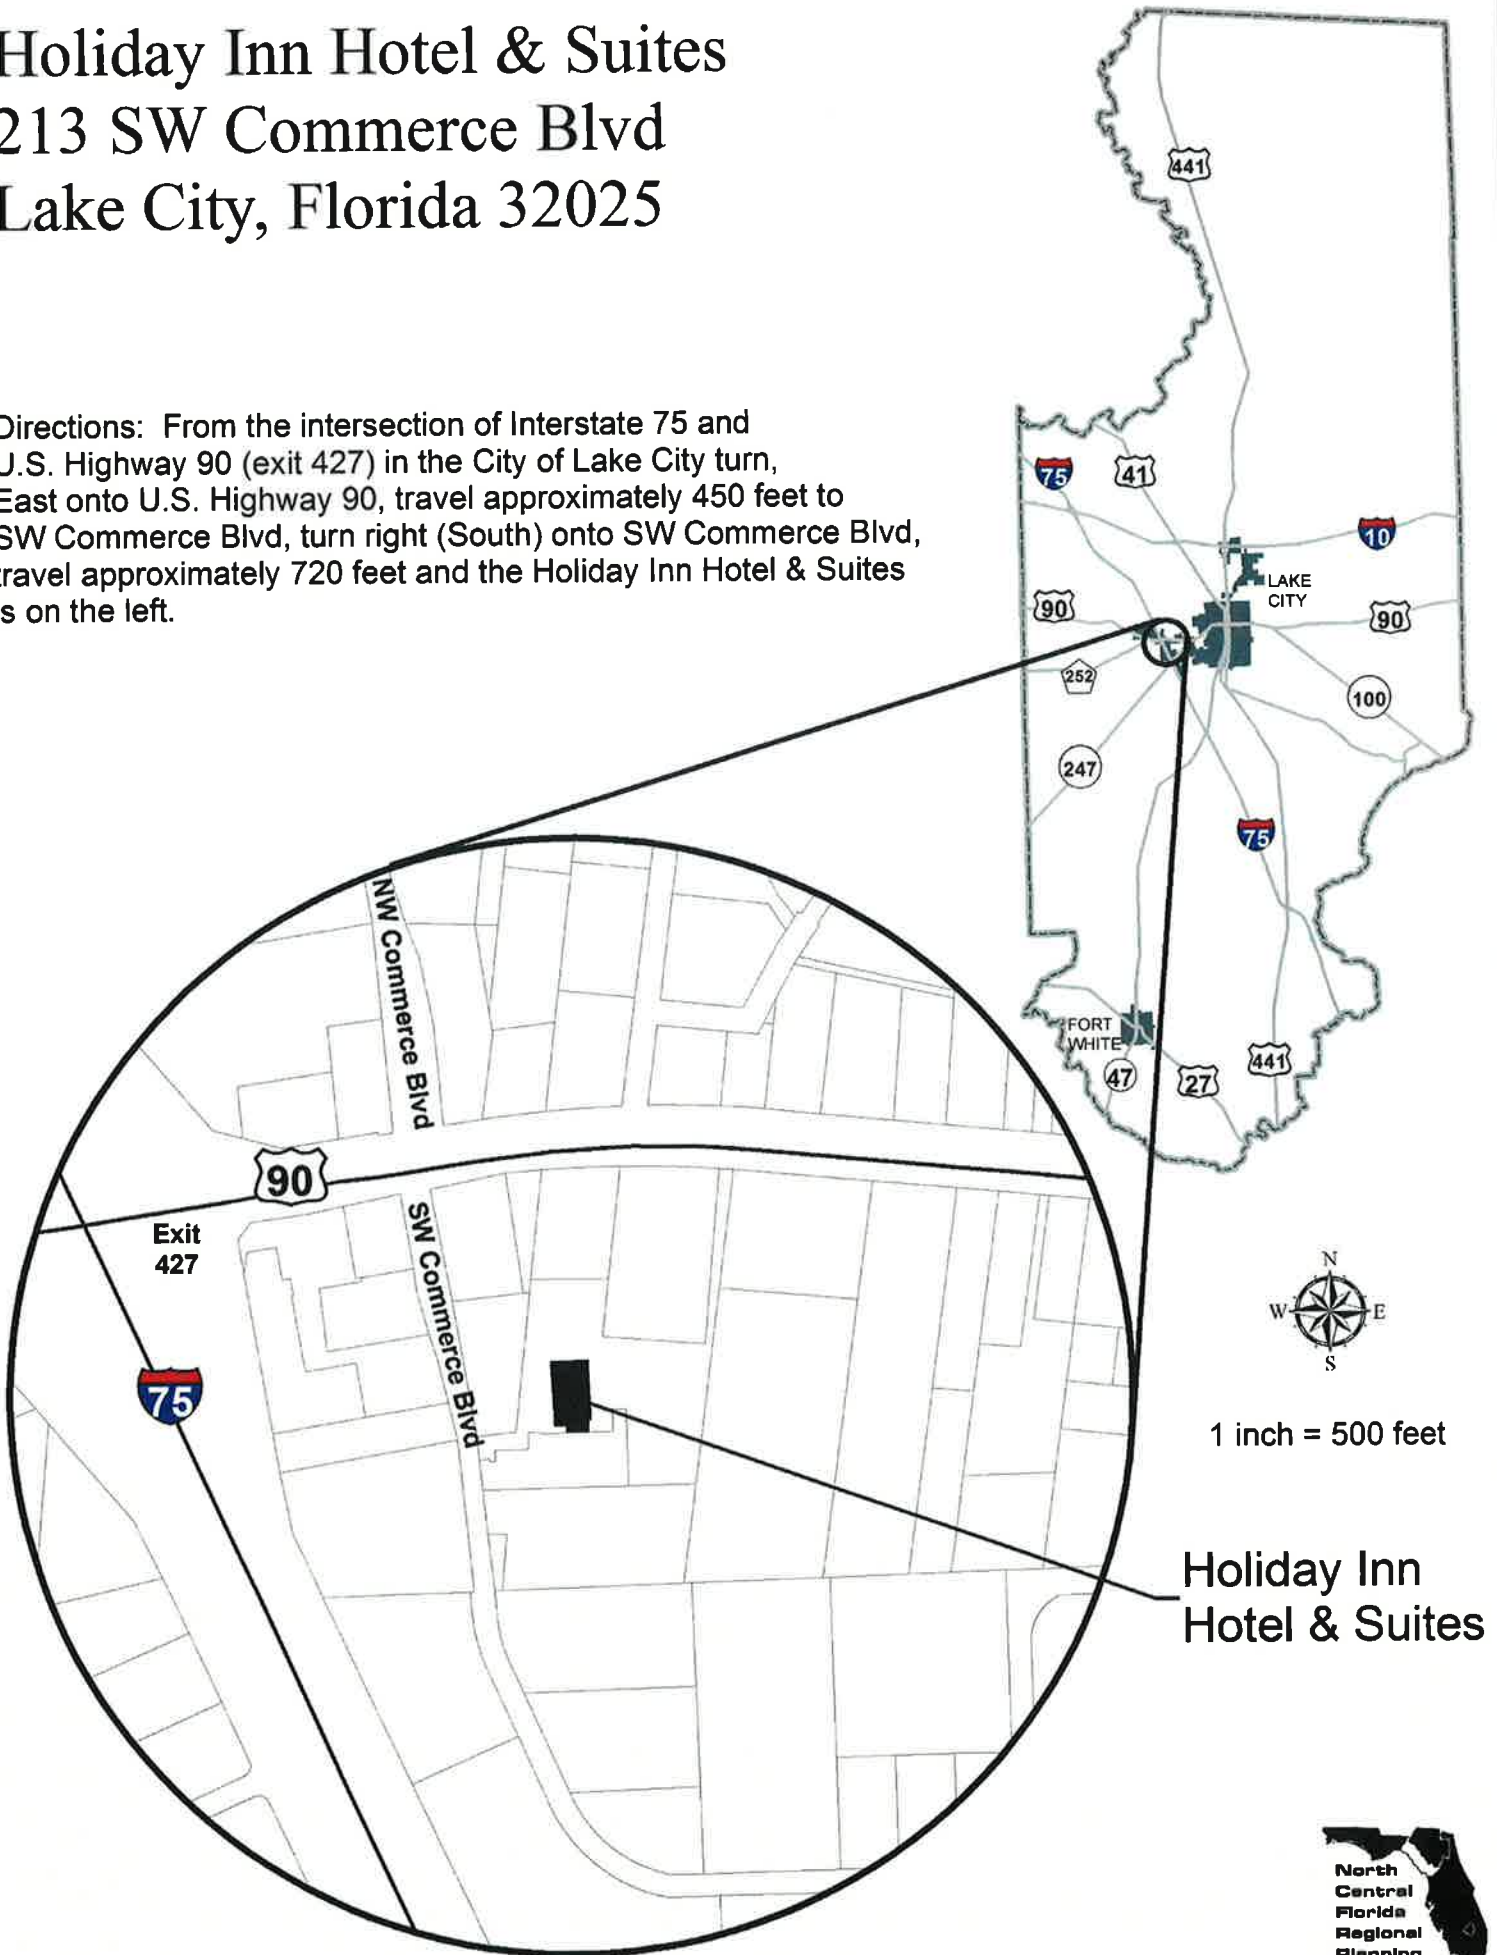 Holiday Inn Hotel & Suites
213 SW Commerce Blvd
Lake City, Florida 32025
Directions: From the intersection of Interstate 75 and
U.S. Highway 90 (exit 427) in the City of Lake City turn,
East onto U.S. Highway 90, travel approximately 450 feet to
SW Commerce Blvd, turn right (South) onto SW Commerce Blvd,
travel approximately 720 feet and the Holiday Inn Hotel & Suites
is on the left.
441
75
41
10
LAKE
CITY
90
90
252
100
247
75
FORT
WHITE
47
27
441
NW Commerce Blvd
90
Exit
427
SW Commerce Blvd
75
N
W E
S
1 inch = 500 feet
Holiday Inn
Hotel & Suites
North
Central
Florida
Regional
Planning